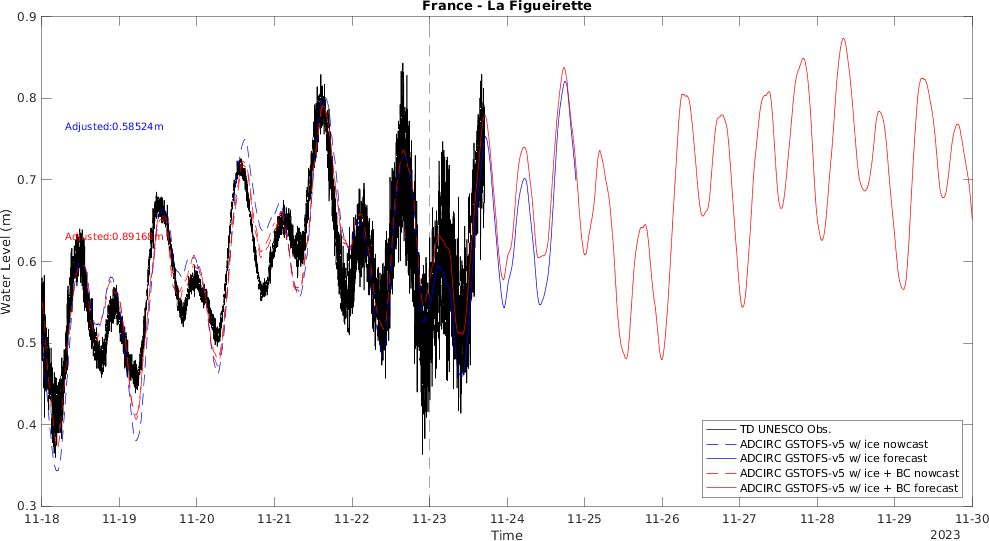 France - La Figueirette
0.9
0.8
0.7
0.6
0.5
0.4
0.3
Water Level (m)
Adjusted:0.58524m
Adjusted:0.89168m
TD UNESCO Obs.
ADCIRC GSTOFS-v5 w/ ice nowcast
ADCIRC GSTOFS-v5 w/ ice forecast
ADCIRC GSTOFS-v5 w/ ice + BC nowcast
ADCIRC GSTOFS-v5 w/ ice + BC forecast
11-18 11-19 11-20 11-21 11-22 11-23 11-24 11-25 11-26 11-27 11-28 11-29 11-30
Time
2023